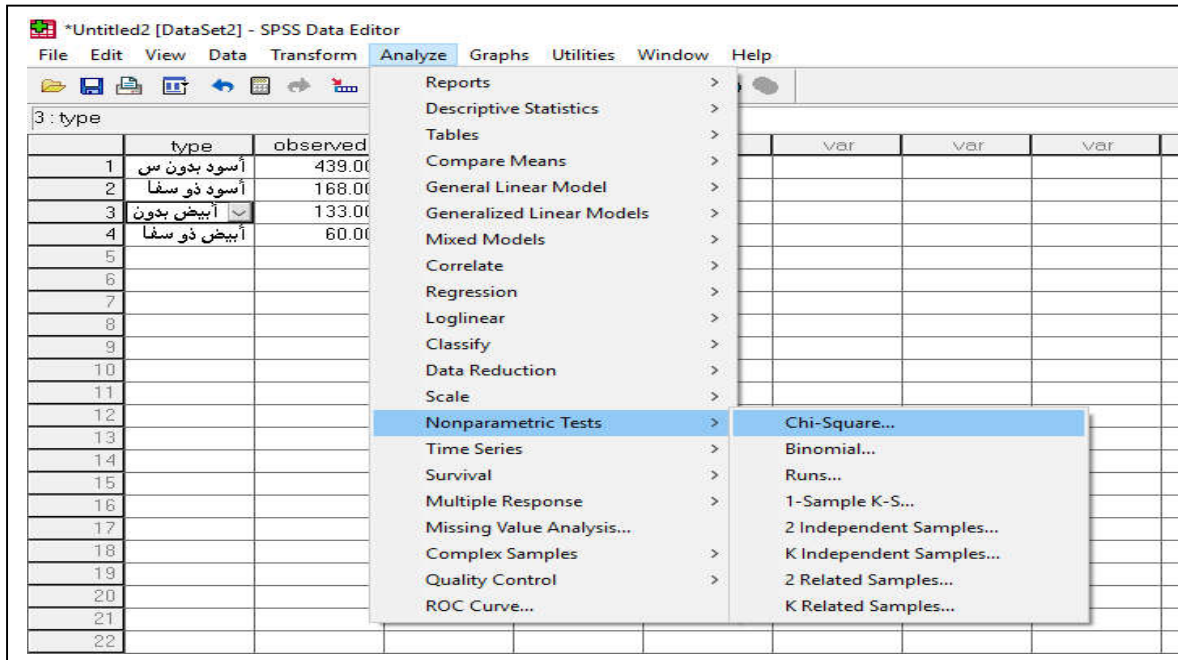 *Untitled2 [DataSet2] - SPSS Data Editor
File Edit View Data Transform Analyze Graphs Utilities Window Help
3 : type
type observed var var var
1 أسود بدون س 439.00
2 أسود ذو سفا 168.00
3 أبيض بدون 133.00
4 أبيض ذو سفا 60.00
5
6
7
8
9
10
11
12
13
14
15
16
17
18
19
20
21
22
Reports >
Descriptive Statistics >
Tables >
Compare Means >
General Linear Model >
Generalized Linear Models >
Mixed Models >
Correlate >
Regression >
Loglinear >
Classify >
Data Reduction >
Scale >
Nonparametric Tests >
Time Series >
Survival >
Multiple Response >
Missing Value Analysis...
Complex Samples >
Quality Control >
ROC Curve...
Chi-Square...
Binomial...
Runs...
1-Sample K-S...
2 Independent Samples...
K Independent Samples...
2 Related Samples...
K Related Samples...